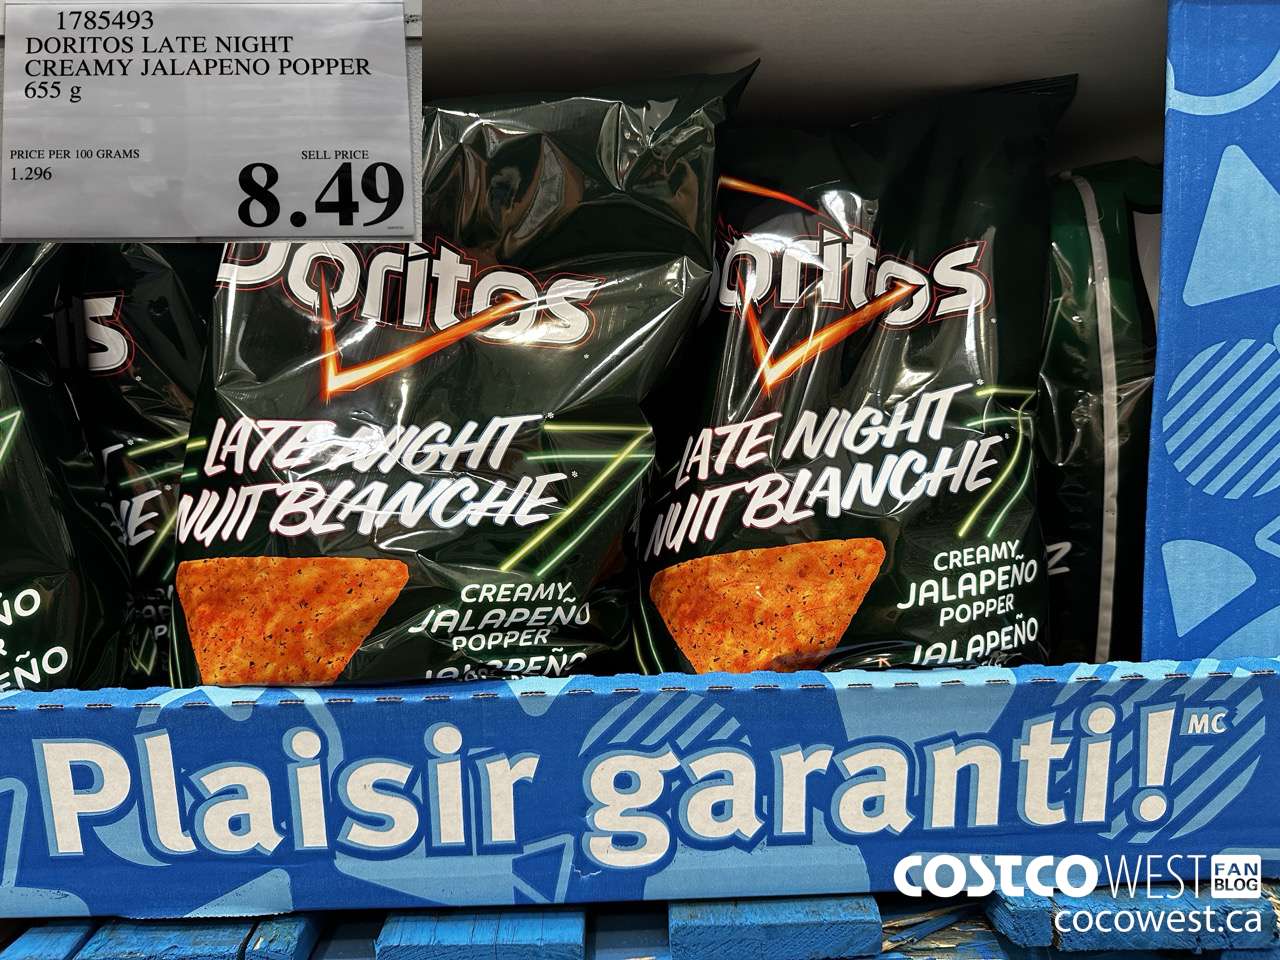 1785493
DORITOS LATE NIGHT
CREAMY JALAPENO POPPER
655 g
PRICE PER 100 GRAMS
1.296
SELL PRICE
8.49
Doritos
LATE NIGHT*
NUIT BLANCHE*
CREAMY
JALAPEÑO
POPPER
JALAPEÑO
Doritos
LATE NIGHT*
NUIT BLANCHE*
CREAMY
JALAPEÑO
POPPER
JALAPEÑO
Plaisir garanti! MC
COSTCO WEST FAN BLOG
cocowest.ca